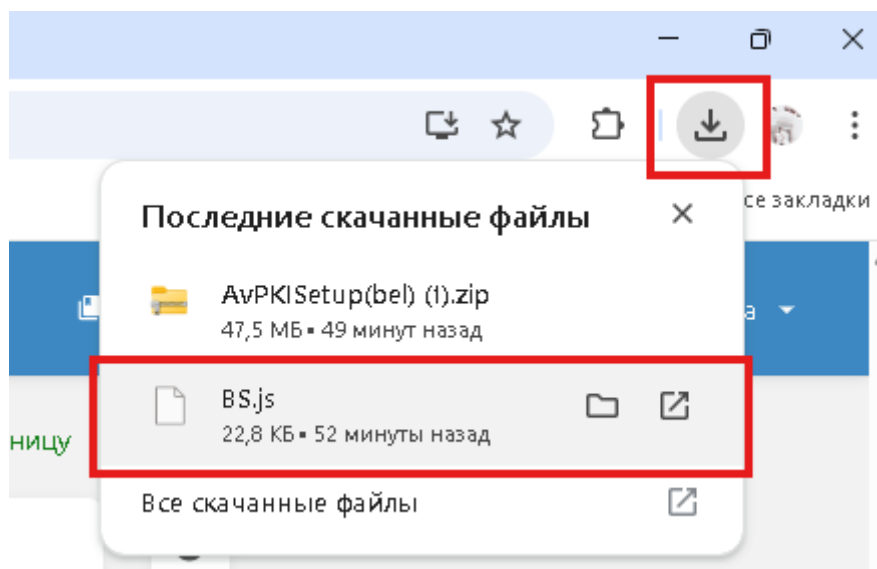 се закладки
Последние скачанные файлы
AvPKISetup(bel) (1).zip
47,5 МБ • 49 минут назад
а
BS.js
22,8 КБ • 52 минуты назад
ницу
Все скачанные файлы